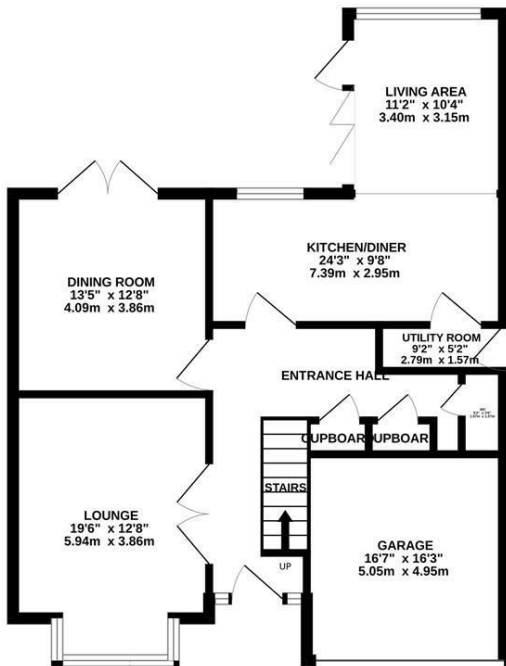 LIVING AREA
11'2" x 10'4"
3.40m x 3.15m
KITCHEN/DINER
24'3" x 9'8"
7.39m x 2.95m
DINING ROOM
13'5" x 12'8"
4.09m x 3.86m
UTILITY ROOM
9'2" x 5'2"
2.79m x 1.57m
ENTRANCE HALL
WC
CUPBOAR
UPBOAR
STAIRS
UP
LOUNGE
19'6" x 12'8"
5.94m x 3.86m
GARAGE
16'7" x 16'3"
5.05m x 4.95m